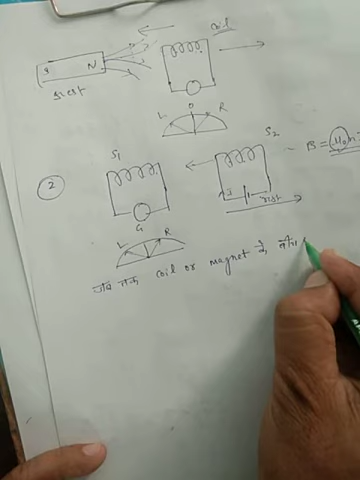 coil
S N
L O R
2 S₁ S₂ B = μ₀n
G
L R
जब तक coil or magnet के बीच